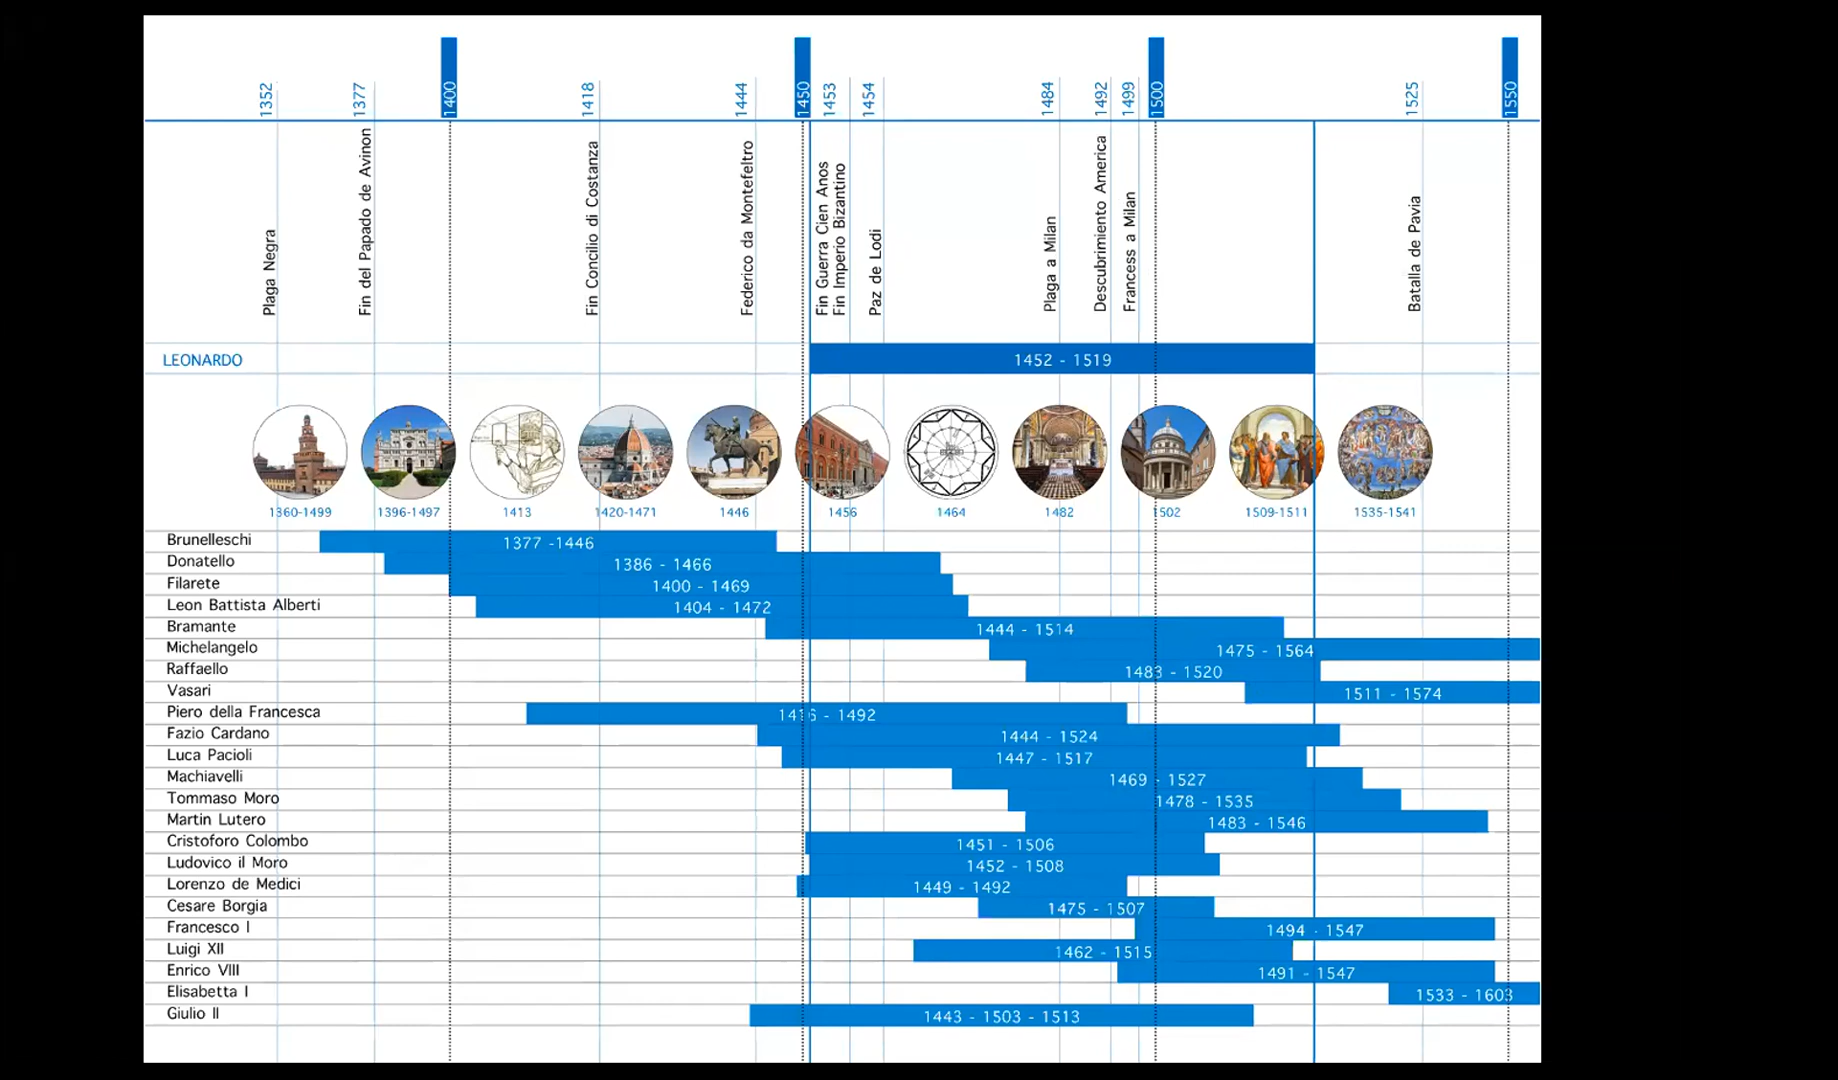 1352
1377
1400
1418
1444
1450
1453
1454
1484
1492
1499
1500
1525
1550
Plaga Negra
Fin del Papado de Avinon
Fin Concilio di Costanza
Federico da Montefeltro
Fin Guerra Cien Anos
Fin Imperio Bizantino
Paz de Lodi
Plaga a Milan
Descubrimiento America
Francess a Milan
Batalla de Pavia
LEONARDO 1452 - 1519
1360-1499 1396-1497 1413 1420-1471 1446 1456 1464 1482 1502 1509-1511 1535-1541
Brunelleschi 1377 -1446
Donatello 1386 - 1466
Filarete 1400 - 1469
Leon Battista Alberti 1404 - 1472
Bramante 1444 - 1514
Michelangelo 1475 - 1564
Raffaello 1483 - 1520
Vasari 1511 - 1574
Piero della Francesca 1416 - 1492
Fazio Cardano 1444 - 1524
Luca Pacioli 1447 - 1517
Machiavelli 1469 - 1527
Tommaso Moro 1478 - 1535
Martin Lutero 1483 - 1546
Cristoforo Colombo 1451 - 1506
Ludovico il Moro 1452 - 1508
Lorenzo de Medici 1449 - 1492
Cesare Borgia 1475 - 1507
Francesco I 1494 - 1547
Luigi XII 1462 - 1515
Enrico VIII 1491 - 1547
Elisabetta I 1533 - 1603
Giulio II 1443 - 1503 - 1513